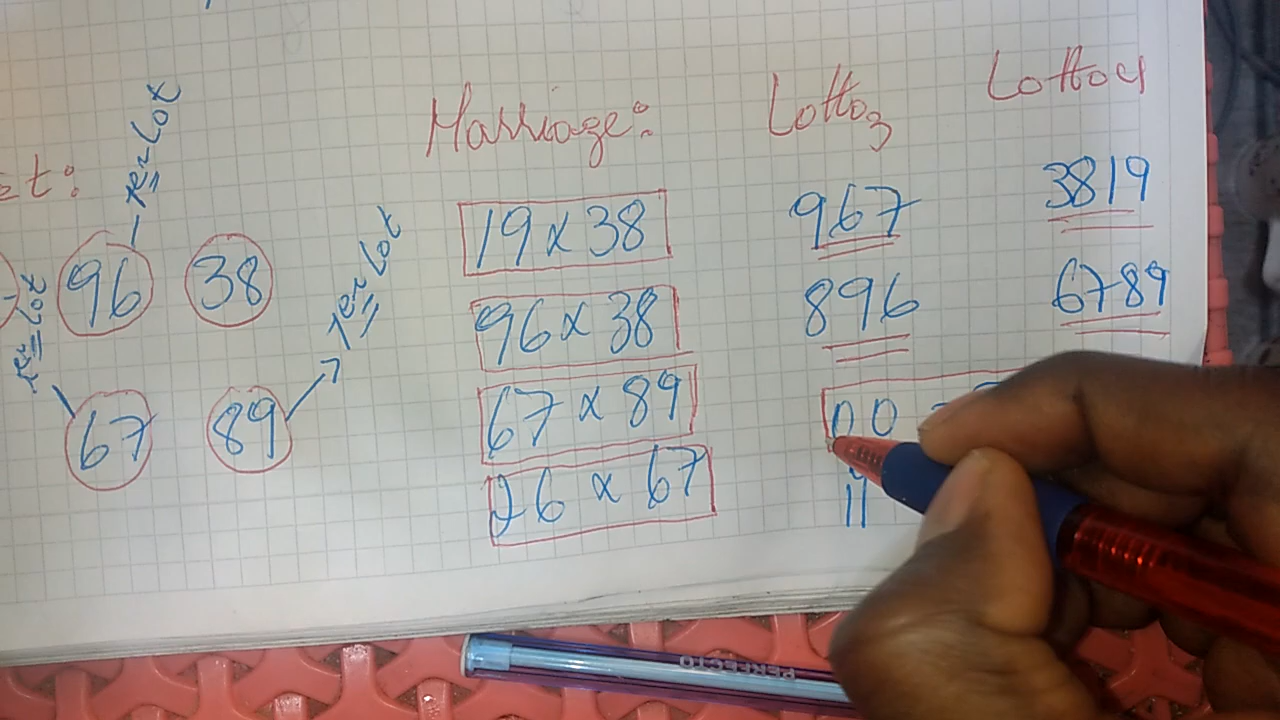 et:
1er Lot
96
38
1er Lot
67
89
1er Lot
Marriage:
19 x 38
96 x 38
67 x 89
26 x 67
Lotto3
967
896
Lotto4
3819
6789
00
11
PERFECTO